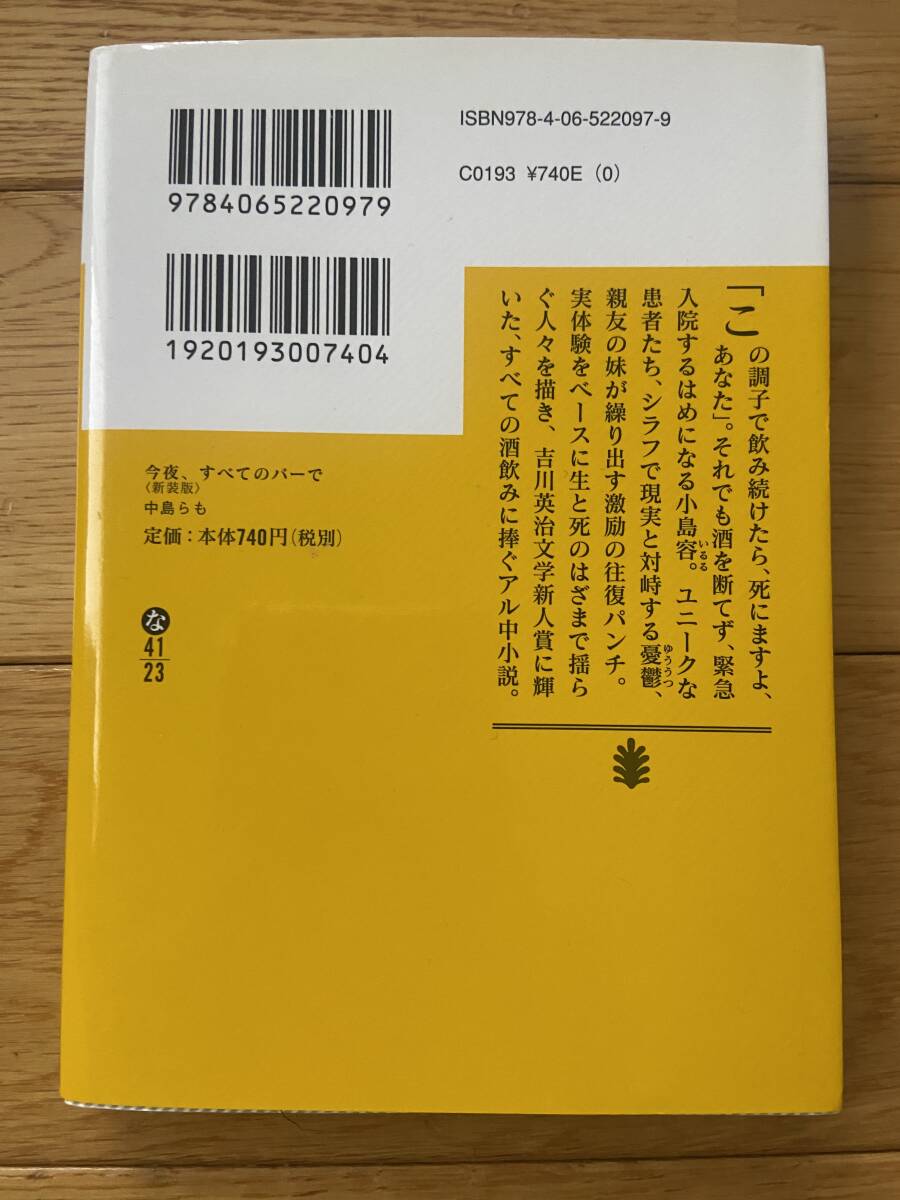 ISBN978-4-06-522097-9
C0193 ¥740E (0)
9784065220979
1920193007404
「この調子で飲み続けたら、死にますよ、
あなた」。それでも酒を断てず、緊急
入院するはめになる小島容。ユニークな
いるる
患者たち、シラフで現実と対峙する憂鬱、
ゆううつ
親友の妹が繰り出す激励の往復パンチ。
実体験をベースに生と死のはざまで揺ら
ぐ人々を描き、吉川英治文学新人賞に輝
いた、すべての酒飲みに捧ぐアル中小説。
今夜、すべてのバーで
〈新装版〉
中島らも
定価：本体740円(税別)
な
41
23